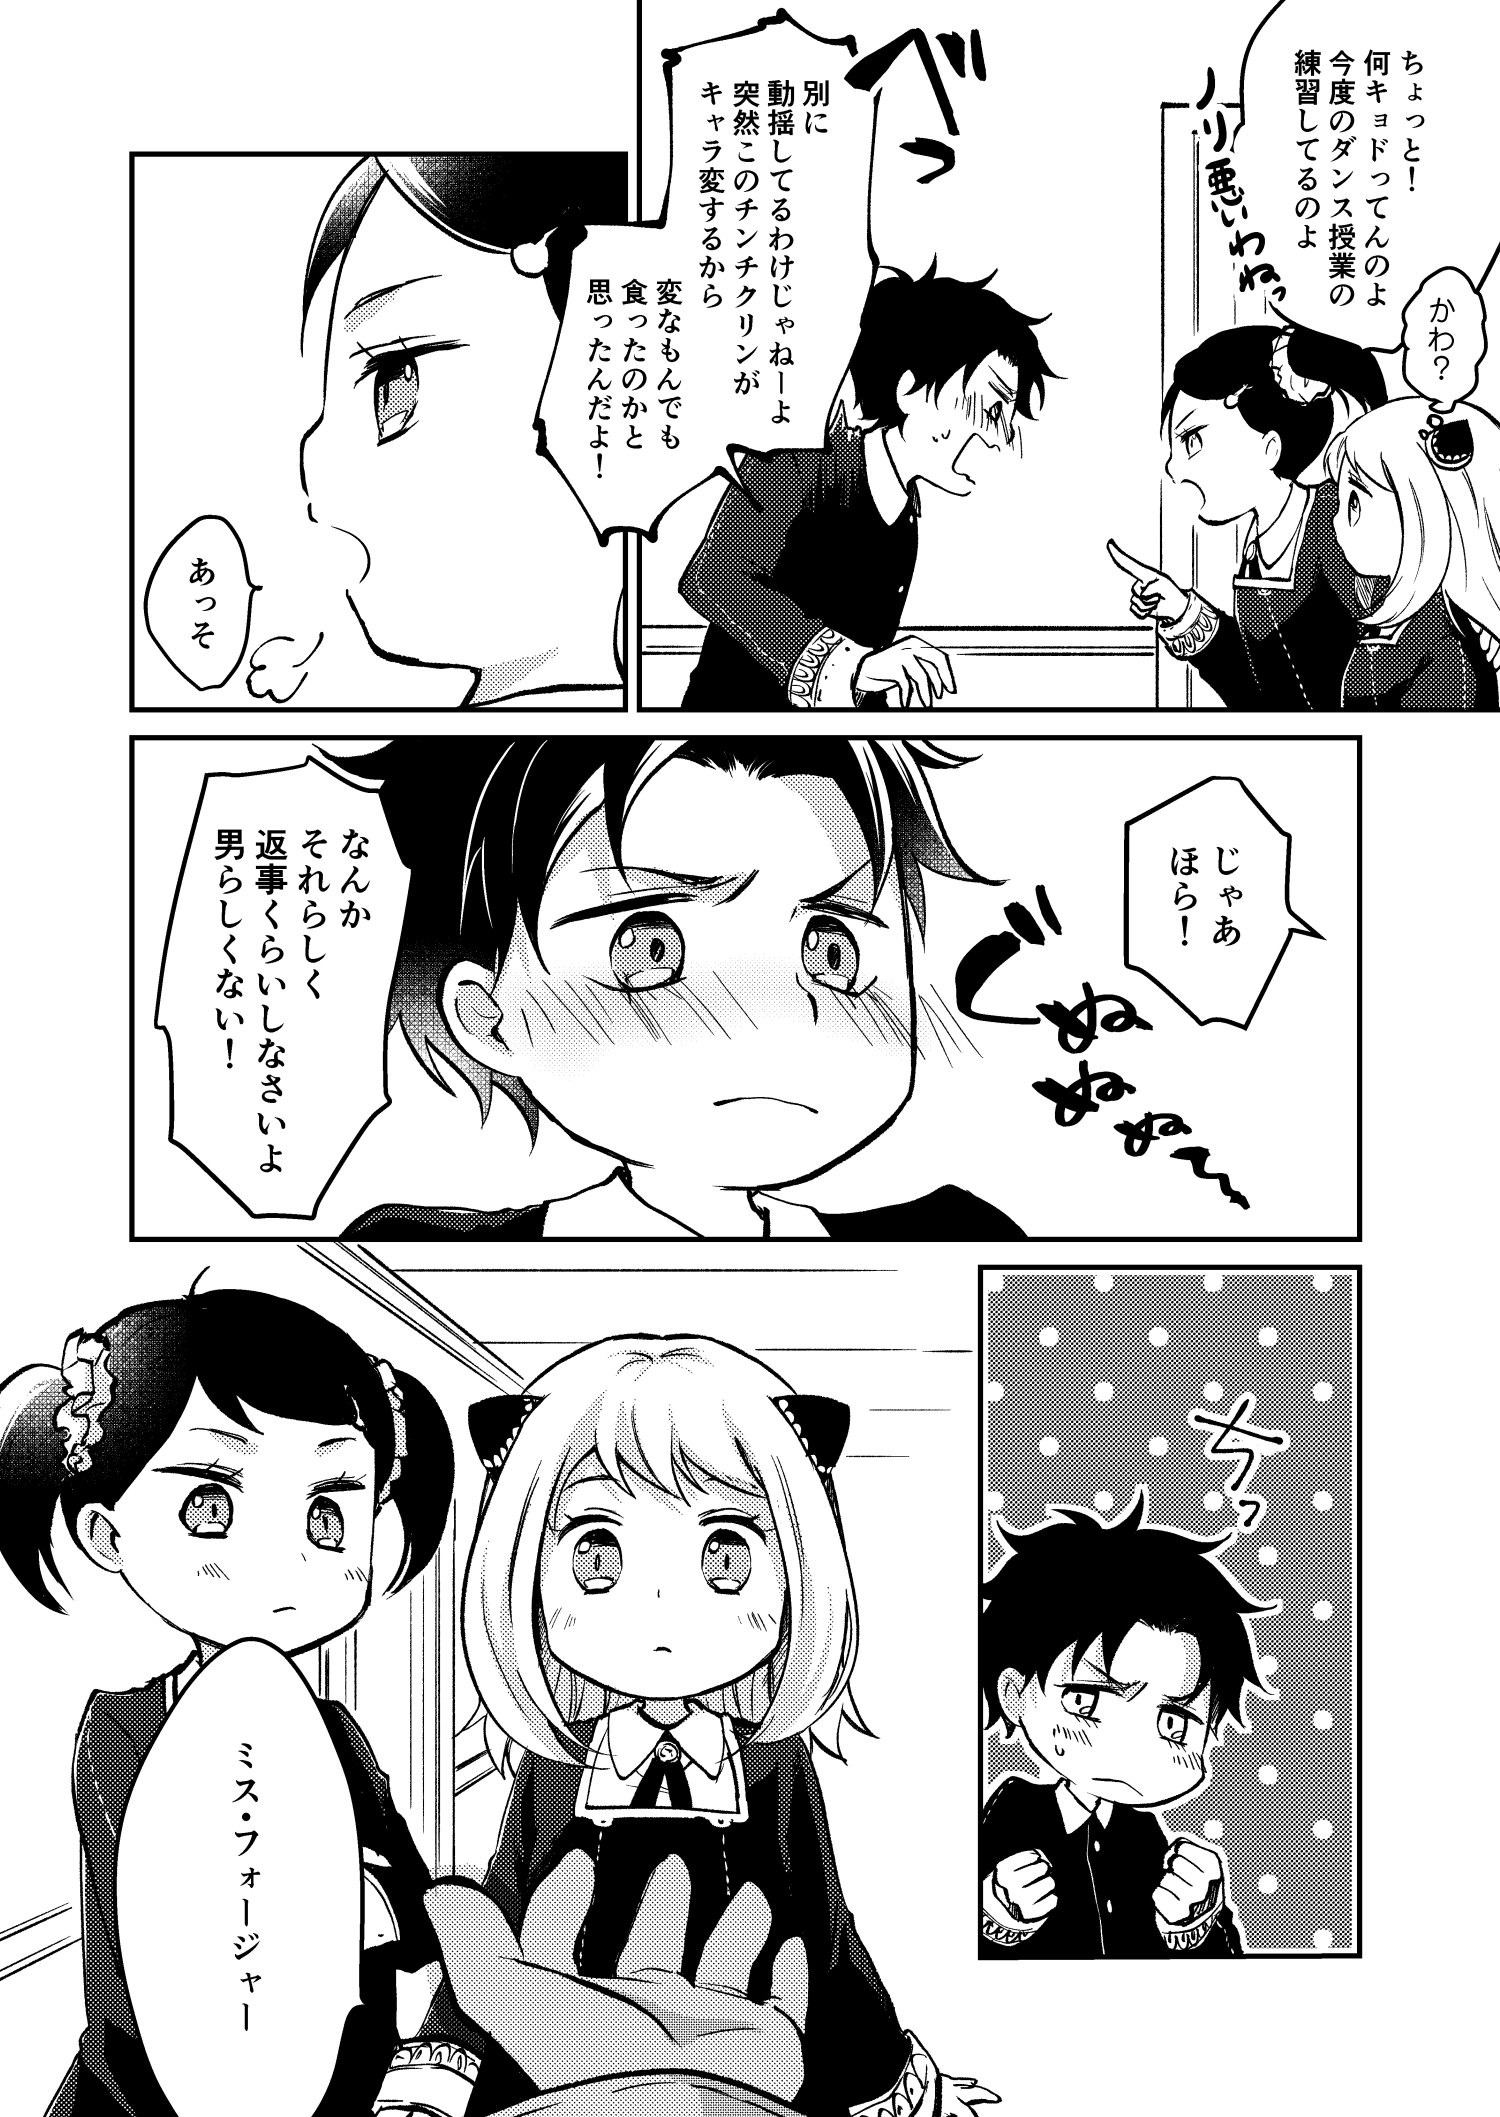 ちょっと！
何キョドってんのよ
今度のダンス授業の
練習してるのよ
ノリ悪いわねっ
かわ？
べっ
別に
動揺してるわけじゃねーよ
突然このチンチクリンが
キャラ変するから
変なもんでも
食ったのかと
思ったんだよ！
あっそ
じゃあ
ほら！
ぐぬぬぬぬ〜
なんか
それらしく
返事くらいしなさいよ
男らしくない！
ちっ
ミス・フォージャー